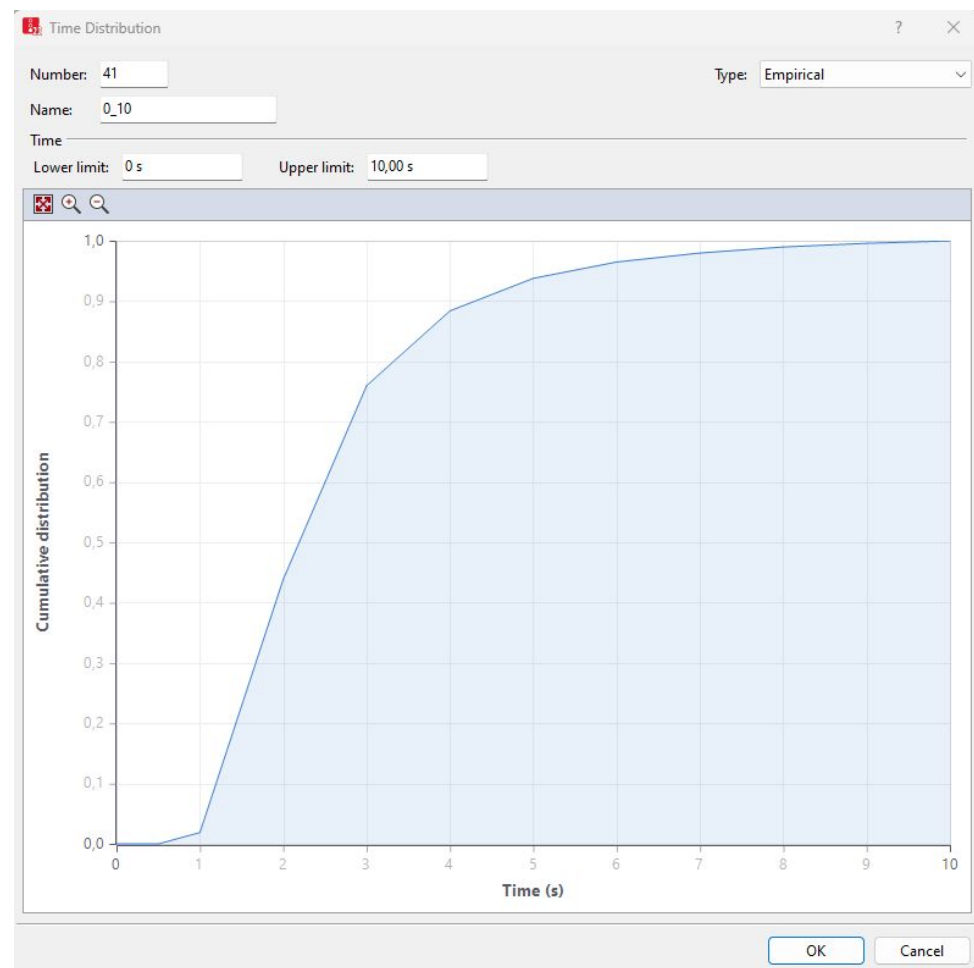 Time Distribution ? ×
Number: 41 Type: Empirical
Name: 0_10
Time
Lower limit: 0 s Upper limit: 10,00 s
1,0
0,9
0,8
0,7
0,6
0,5
0,4
0,3
0,2
0,1
0,0
Cumulative distribution
0 1 2 3 4 5 6 7 8 9 10
Time (s)
OK Cancel